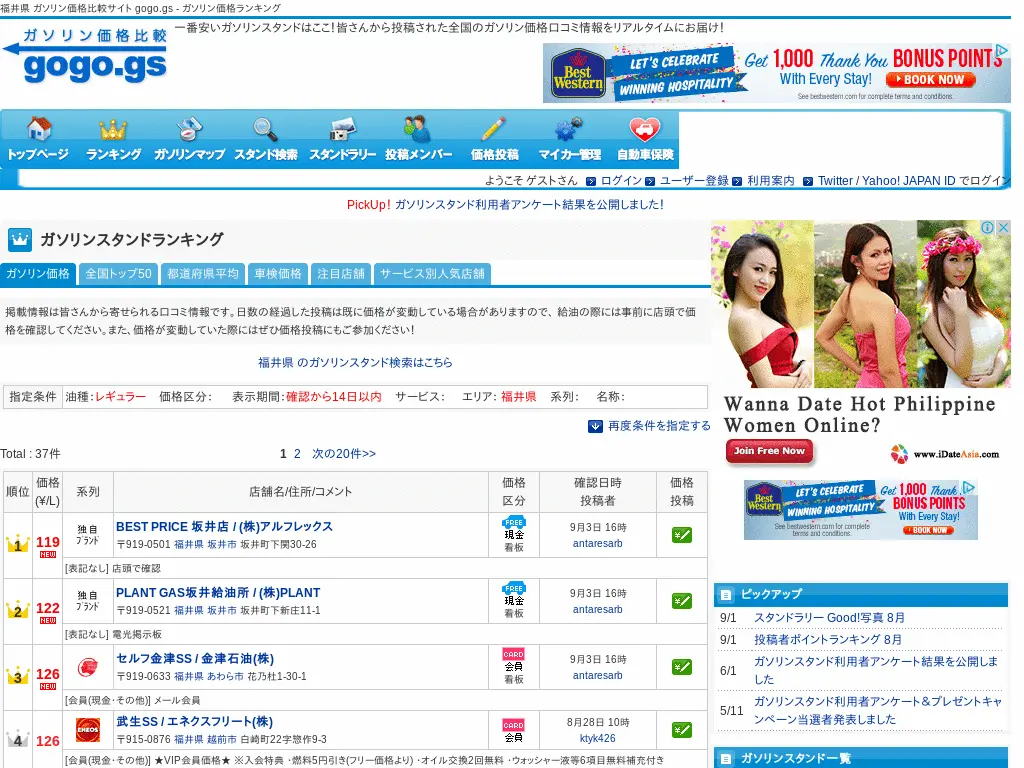 福井県 ガソリン価格比較サイト gogo.gs - ガソリン価格ランキング
一番安いガソリンスタンドはここ！皆さんから投稿された全国のガソリン価格口コミ情報をリアルタイムにお届け！
ガソリン価格比較
gogo.gs
Best Western
LET'S CELEBRATE
WINNING HOSPITALITY
Get 1,000 Thank You BONUS POINTS
With Every Stay! BOOK NOW
See bestwestern.com for complete terms and conditions.
トップページ ランキング ガソリンマップ スタンド検索 スタンドラリー 投稿メンバー 価格投稿 マイカー管理 自動車保険
ようこそ ゲストさん ログイン ユーザー登録 利用案内 Twitter / Yahoo! JAPAN ID でログイン
PickUp! ガソリンスタンド利用者アンケート結果を公開しました！
ガソリンスタンドランキング
ガソリン価格 全国トップ50 都道府県平均 車検価格 注目店舗 サービス別人気店舗
掲載情報は皆さんから寄せられる口コミ情報です。日数の経過した投稿は既に価格が変動している場合がありますので、給油の際には事前に店頭で価
格を確認してください。また、価格が変動していた際にはぜひ価格投稿にもご参加ください！
福井県 のガソリンスタンド検索はこちら
指定条件 油種：レギュラー 価格区分： 表示期間：確認から14日以内 サービス： エリア：福井県 系列： 名称：
再度条件を指定する
Total : 37件 1 2 次の20件>>
順位 価格(¥/L) 系列 店舗名/住所/コメント 価格区分 確認日時 投稿者 価格投稿
1 119 NEW 独自ブランド BEST PRICE 坂井店 / (株)アルフレックス FREE 現金 看板 9月3日 16時
〒919-0501 福井県 坂井市 坂井町下関30-26 antaresarb
[表記なし] 店頭で確認
2 122 NEW 独自ブランド PLANT GAS坂井給油所 / (株)PLANT FREE 現金 看板 9月3日 16時
〒919-0521 福井県 坂井市 坂井町下新庄11-1 antaresarb
[表記なし] 電光掲示板
3 126 NEW セルフ金津SS / 金津石油(株) CARD 会員 看板 9月3日 16時
〒919-0633 福井県 あわら市 花乃杜1-30-1 antaresarb
[会員(現金・その他)] メール会員
4 126 ENEOS 武生SS / エネクスフリート(株) CARD 会員 8月28日 10時
〒915-0876 福井県 越前市 白崎町22字惣作9-3 ktyk426
[会員(現金・その他)] ★VIP会員価格★ ※入会特典 ・燃料5円引き(フリー価格より) ・オイル交換2回無料 ・ウォッシャー液等6項目無料補充付き
Wanna Date Hot Philippine
Women Online?
Join Free Now
www.iDateAsia.com
Best Western
LET'S CELEBRATE
WINNING HOSPITALITY
Get 1,000 Thank
BONUS POINTS
With Every Stay!
See bestwestern.com for complete terms and conditions.
BOOK NOW
ピックアップ
9/1 スタンドラリー Good!写真 8月
9/1 投稿者ポイントランキング 8月
6/1 ガソリンスタンド利用者アンケート結果を公開しま
した
5/11 ガソリンスタンド利用者アンケート＆プレゼントキャ
ンペーン当選者発表しました
ガソリンスタンド一覧